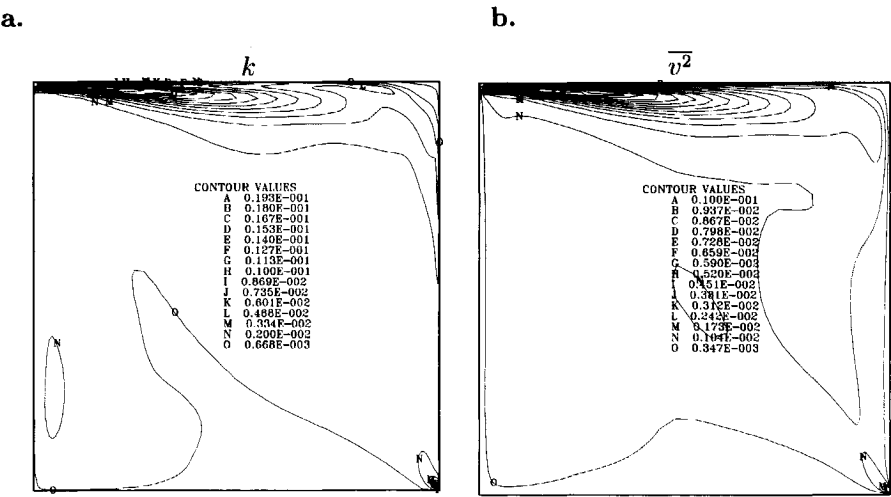 a.
b.
k
v²
CONTOUR VALUES
A 0.193E-001
B 0.180E-001
C 0.167E-001
D 0.153E-001
E 0.140E-001
F 0.127E-001
G 0.113E-001
H 0.100E-001
I 0.869E-002
J 0.735E-002
K 0.601E-002
L 0.468E-002
M 0.334E-002
N 0.200E-002
O 0.668E-003
CONTOUR VALUES
A 0.100E-001
B 0.937E-002
C 0.867E-002
D 0.798E-002
E 0.728E-002
F 0.659E-002
G 0.590E-002
H 0.520E-002
0.451E-002
J 0.381E-002
K 0.312E-002
L 0.242E-002
M 0.173E-002
N 0.104E-002
O 0.347E-003
N
M
O
N
O
N
O
N
M
N
N
O
N